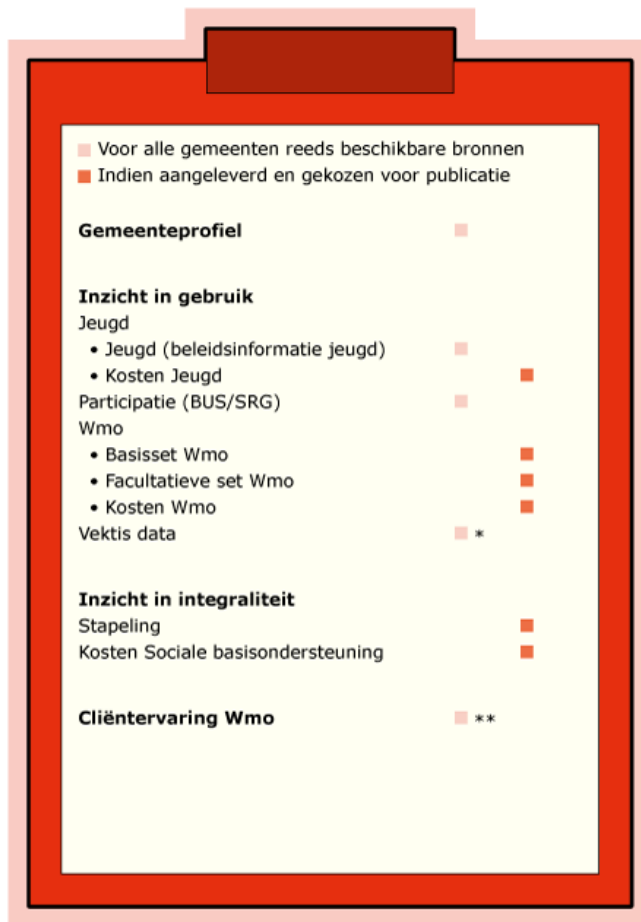 Voor alle gemeenten reeds beschikbare bronnen
Indien aangeleverd en gekozen voor publicatie
Gemeenteprofiel
Inzicht in gebruik
Jeugd
• Jeugd (beleidsinformatie jeugd)
• Kosten Jeugd
Participatie (BUS/SRG)
Wmo
• Basisset Wmo
• Facultatieve set Wmo
• Kosten Wmo
Vektis data *
Inzicht in integraliteit
Stapeling
Kosten Sociale basisondersteuning
Cliëntervaring Wmo **